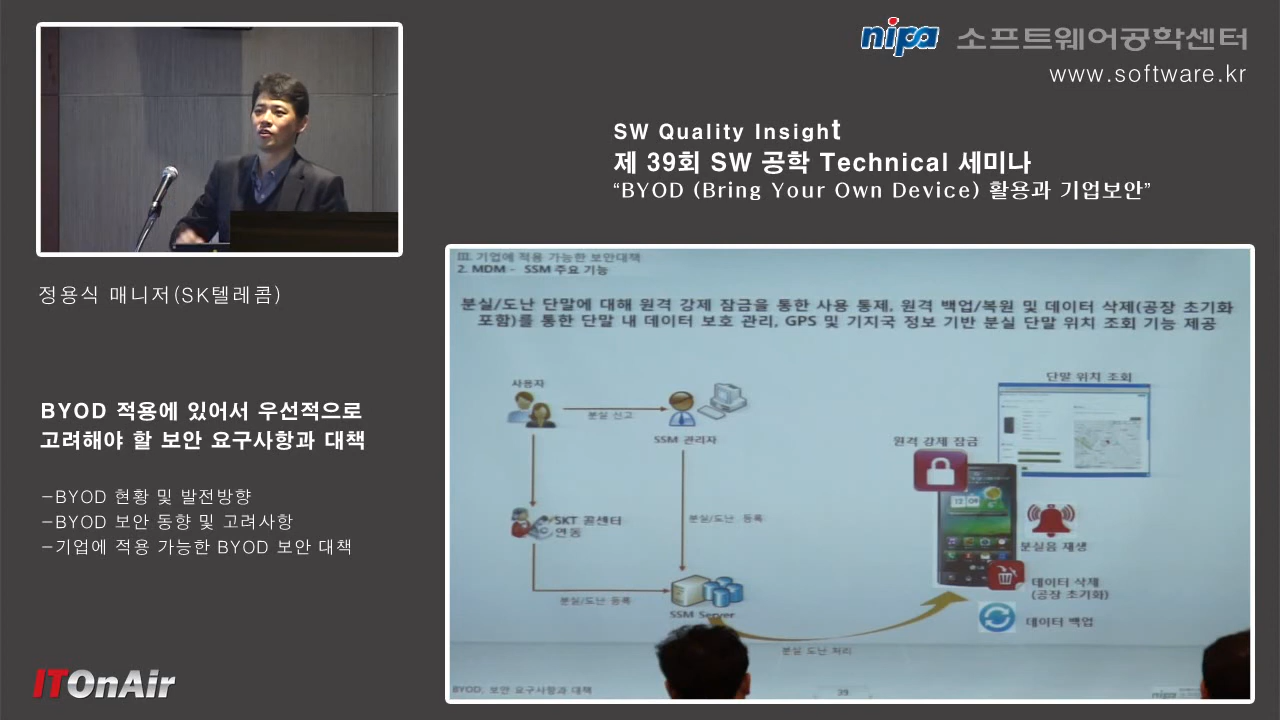 nipa 소프트웨어공학센터
www.software.kr
SW Quality Insight
제 39회 SW 공학 Technical 세미나
“BYOD (Bring Your Own Device) 활용과 기업보안”
정용식 매니저(SK텔레콤)
BYOD 적용에 있어서 우선적으로
고려해야 할 보안 요구사항과 대책
-BYOD 현황 및 발전방향
-BYOD 보안 동향 및 고려사항
-기업에 적용 가능한 BYOD 보안 대책
ITOnAir
III. 기업에 적용 가능한 보안대책
2. MDM - SSM 주요 기능
분실/도난 단말에 대해 원격 강제 잠금을 통한 사용 통제, 원격 백업/복원 및 데이터 삭제(공장 초기화
포함)를 통한 단말 내 데이터 보호 관리, GPS 및 기지국 정보 기반 분실 단말 위치 조회 기능 제공
사용자
분실 신고
SSM 관리자
단말 위치 조회
원격 강제 잠금
SKT 콜센터
연동
분실/도난 등록
분실음 재생
데이터 삭제
(공장 초기화)
분실/도난 등록
SSM Server
데이터 백업
분실 도난 처리
BYOD, 보안 요구사항과 대책
39
nipa